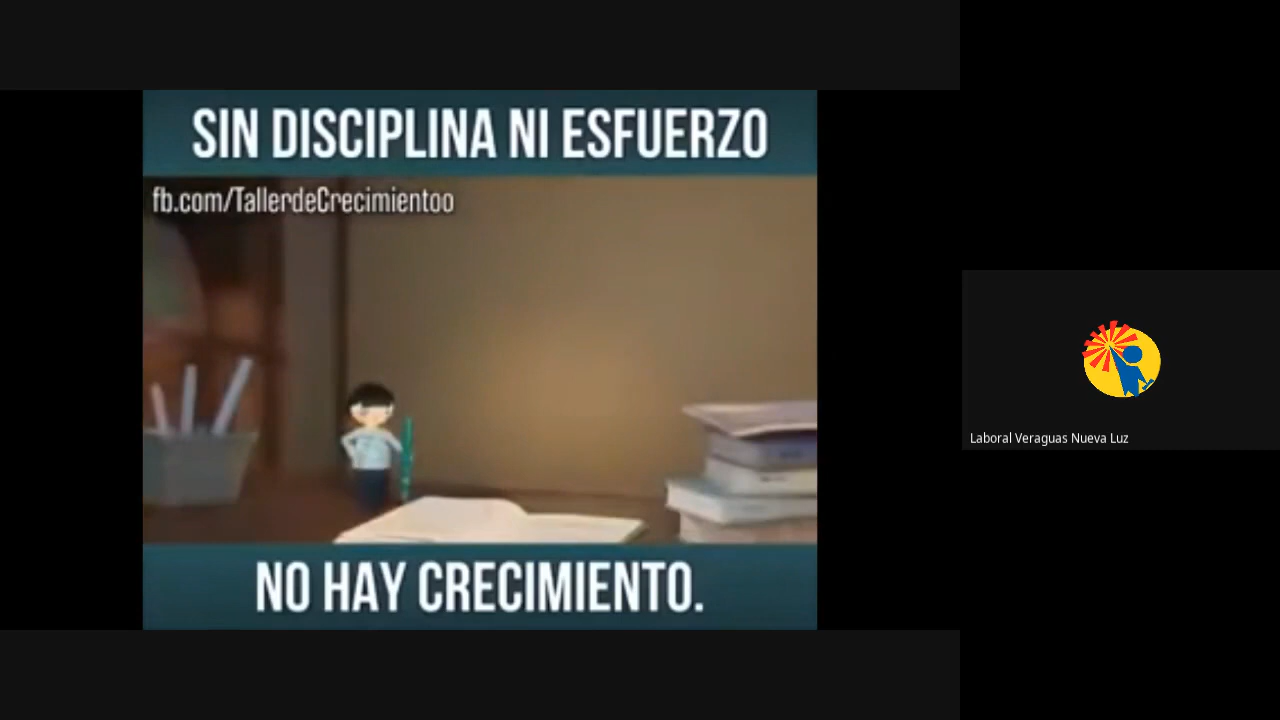 SIN DISCIPLINA NI ESFUERZO
fb.com/TallerdeCrecimientoo
NO HAY CRECIMIENTO.
Laboral Veraguas Nueva Luz